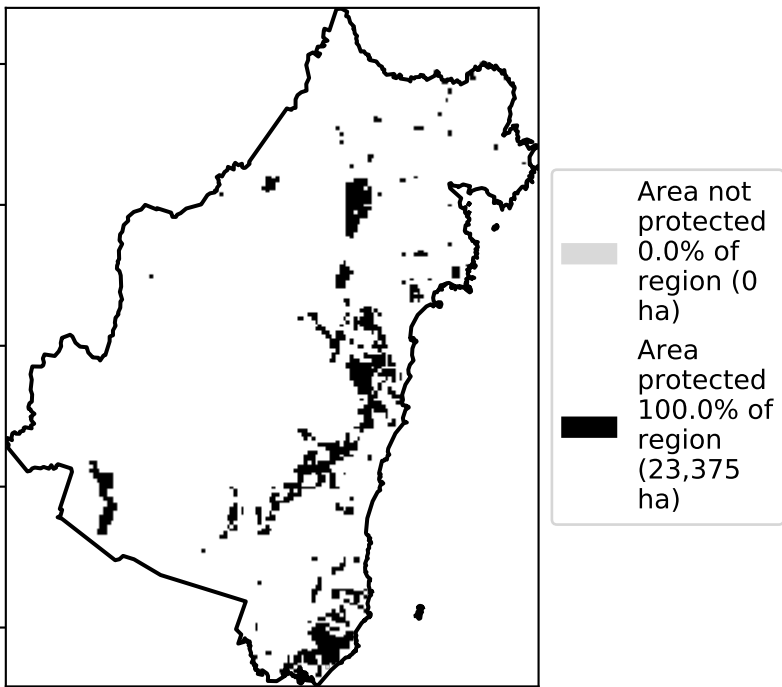 Area not
protected
0.0% of
region (0
ha)
Area
protected
100.0% of
region
(23,375
ha)